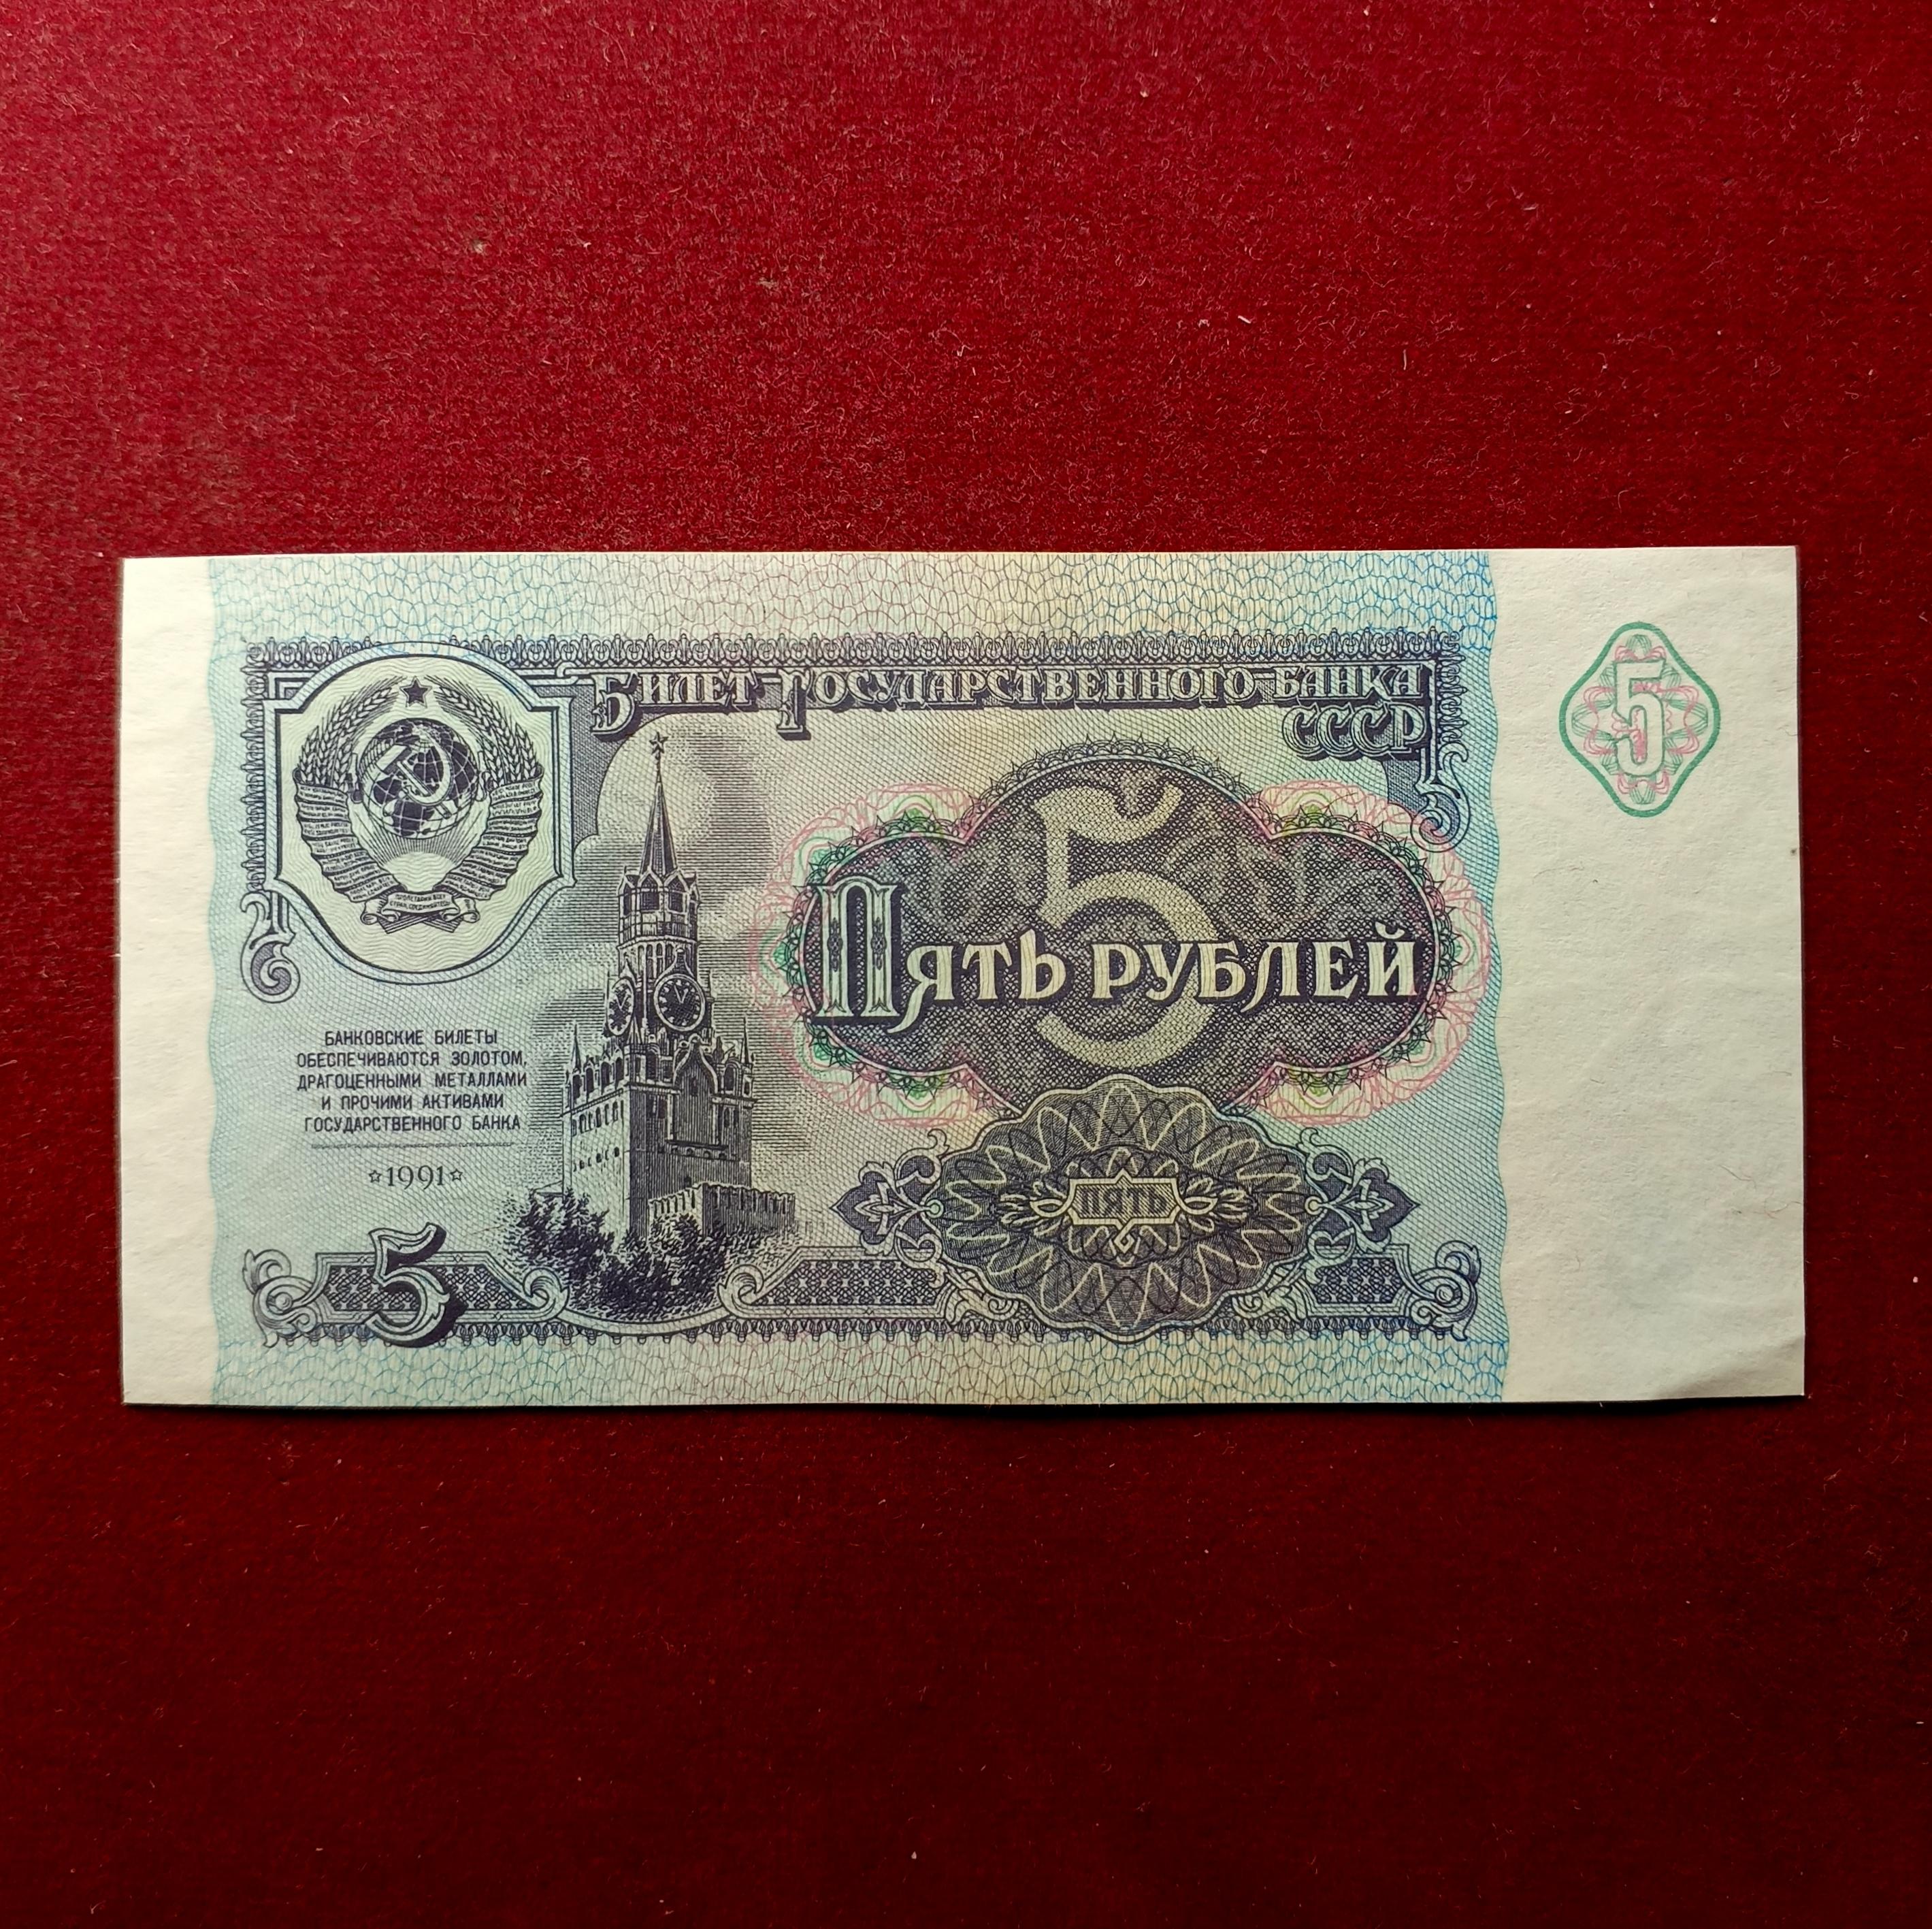 Билет Государственного банка
СССР
5
5
Пять рублей
БАНКОВСКИЕ БИЛЕТЫ
ОБЕСПЕЧИВАЮТСЯ ЗОЛОТОМ,
ДРАГОЦЕННЫМИ МЕТАЛЛАМИ
И ПРОЧИМИ АКТИВАМИ
ГОСУДАРСТВЕННОГО БАНКА
☆1991☆
ПЯТЬ
5